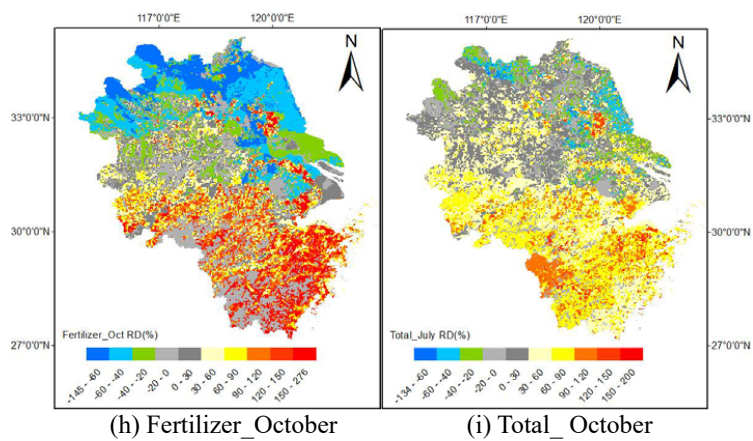 117°0'0"E 120°0'0"E 117°0'0"E 120°0'0"E
N N
33°0'0"N 33°0'0"N
30°0'0"N 30°0'0"N
27°0'0"N 27°0'0"N
Fertilizer_Oct RD(%) Total_July RD(%)
-145 - -60 -60 - -40 -40 - -20 -20 - 0 0 - 30 30 - 60 60 - 90 90 - 120 120 - 150 150 - 276 -134 - -60 -60 - -40 -40 - -20 -20 - 0 0 - 30 30 - 60 60 - 90 90 - 120 120 - 150 150 - 200
(h) Fertilizer_October (i) Total_ October